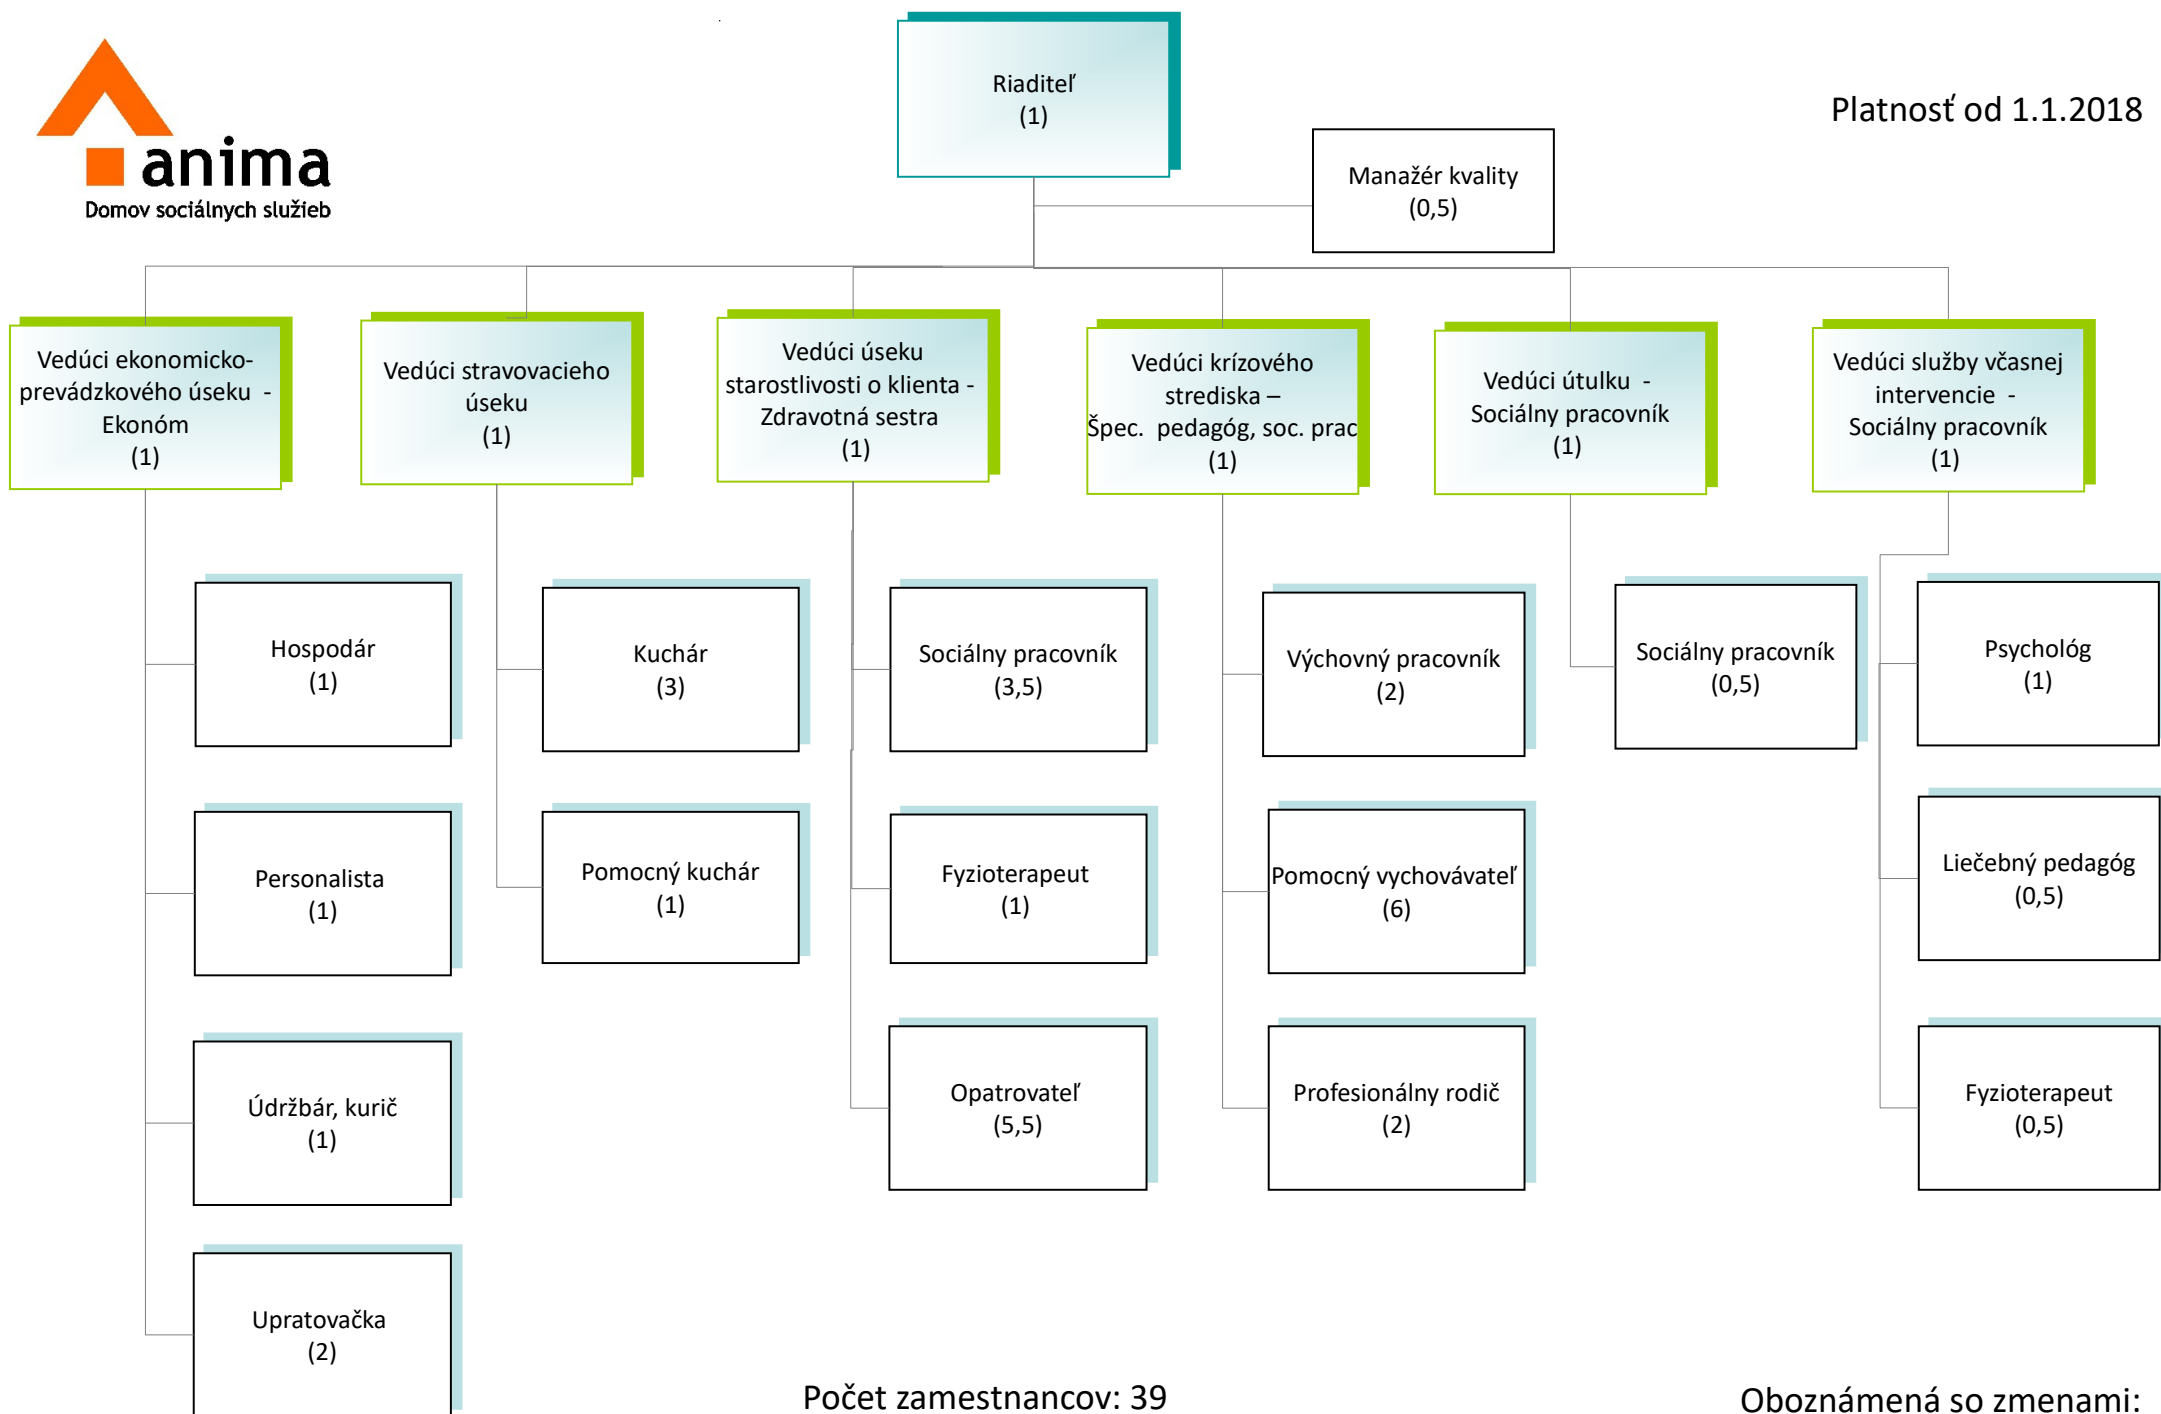 anima
Domov sociálnych služieb
Riaditeľ
(1)
Platnosť od 1.1.2018
Manažér kvality
(0,5)
Vedúci ekonomicko-
prevádzkového úseku  -
Ekonóm
(1)
Vedúci stravovacieho
úseku
(1)
Vedúci úseku
starostlivosti o klienta -
Zdravotná sestra
(1)
Vedúci krízového
strediska –
Špec.  pedagóg, soc. prac
(1)
Vedúci útulku  -
Sociálny pracovník
(1)
Vedúci služby včasnej
intervencie  -
Sociálny pracovník
(1)
Hospodár
(1)
Personalista
(1)
Údržbár, kurič
(1)
Upratovačka
(2)
Kuchár
(3)
Pomocný kuchár
(1)
Sociálny pracovník
(3,5)
Fyzioterapeut
(1)
Opatrovateľ
(5,5)
Výchovný pracovník
(2)
Pomocný vychovávateľ
(6)
Profesionálny rodič
(2)
Sociálny pracovník
(0,5)
Psychológ
(1)
Liečebný pedagóg
(0,5)
Fyzioterapeut
(0,5)
Počet zamestnancov: 39
Oboznámená so zmenami: